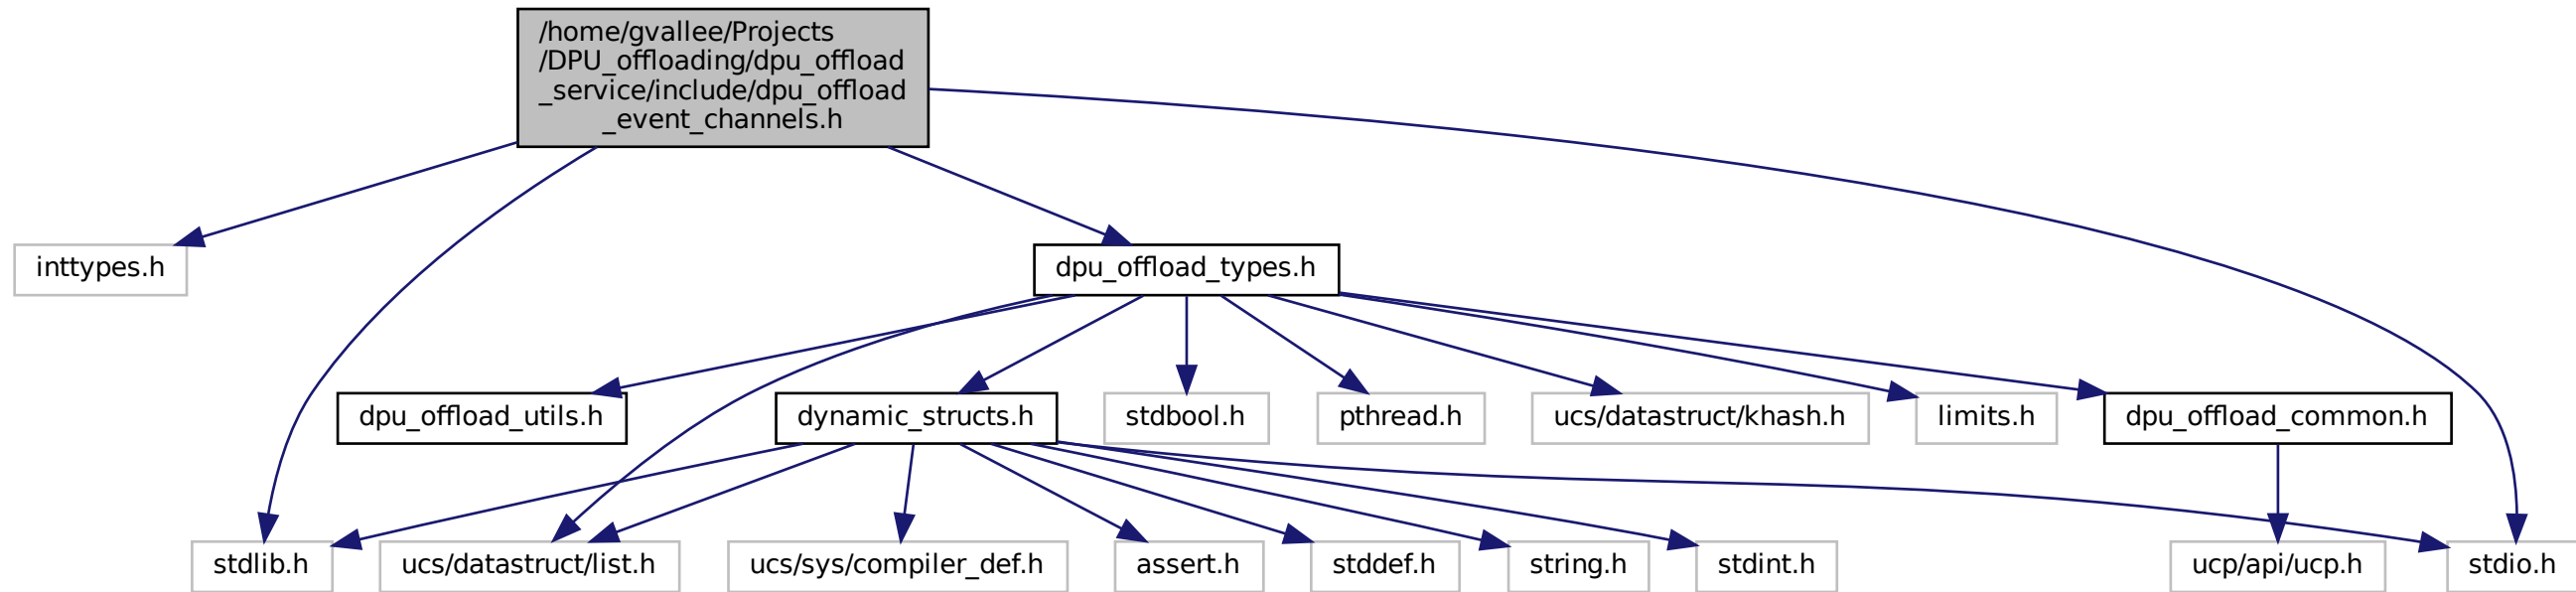 /home/gvallee/Projects
/DPU_offloading/dpu_offload
_service/include/dpu_offload
_event_channels.h
inttypes.h
dpu_offload_types.h
dpu_offload_utils.h
dynamic_structs.h
stdbool.h
pthread.h
ucs/datastruct/khash.h
limits.h
dpu_offload_common.h
stdlib.h
ucs/datastruct/list.h
ucs/sys/compiler_def.h
assert.h
stddef.h
string.h
stdint.h
ucp/api/ucp.h
stdio.h